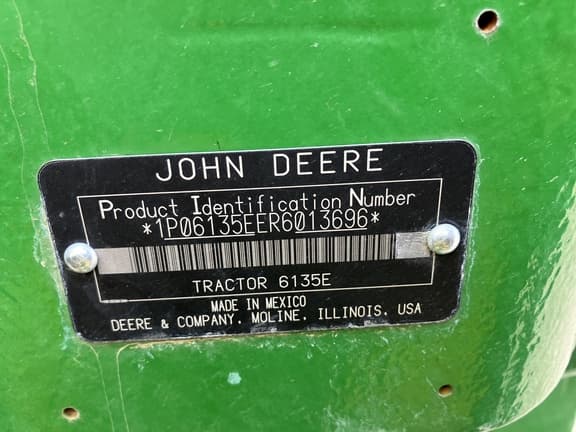 JOHN DEERE
Product Identification Number
*1P06135EER6013696*
TRACTOR 6135E
MADE IN MEXICO
DEERE & COMPANY, MOLINE, ILLINOIS, USA